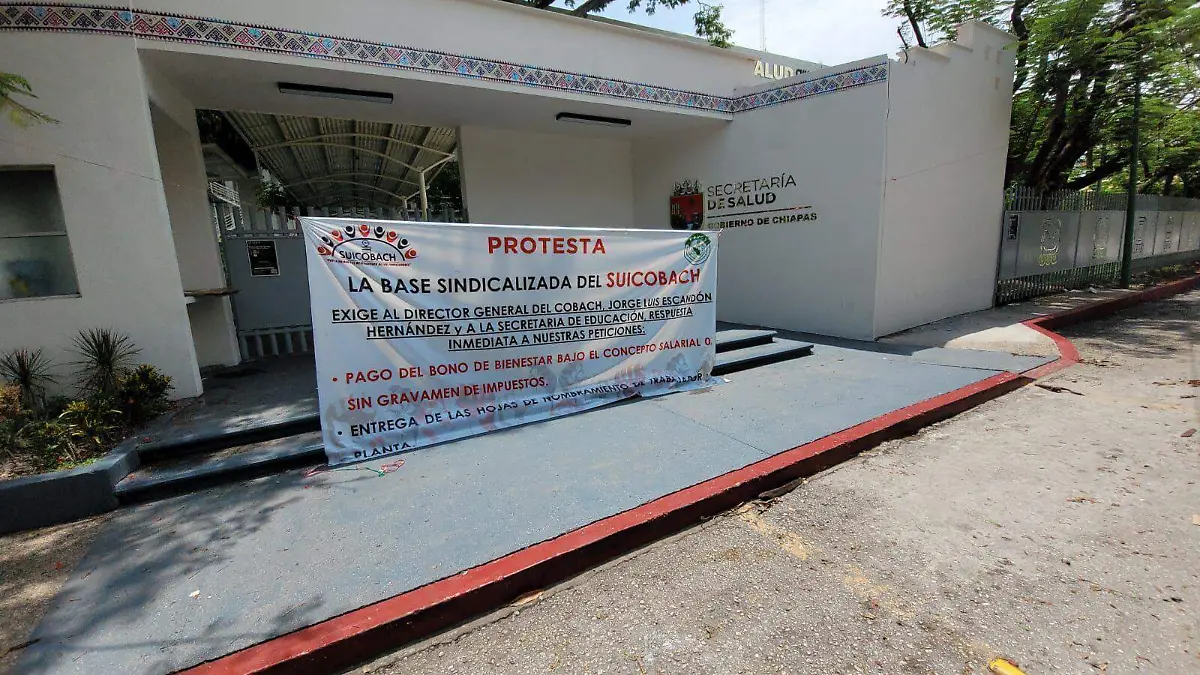 ALUD
SECRETARÍA
DE SALUD
GOBIERNO DE CHIAPAS
SUICOBACH
PROTESTA
LA BASE SINDICALIZADA DEL SUICOBACH
EXIGE AL DIRECTOR GENERAL DEL COBACH, JORGE LUIS ESCANDÓN
HERNÁNDEZ y A LA SECRETARIA DE EDUCACIÓN, RESPUESTA
INMEDIATA A NUESTRAS PETICIONES:
• PAGO DEL BONO DE BIENESTAR BAJO EL CONCEPTO SALARIAL O.
SIN GRAVAMEN DE IMPUESTOS.
• ENTREGA DE LAS HOJAS DE NOMBRAMIENTO DE TRABAJADOR
PLANTA.